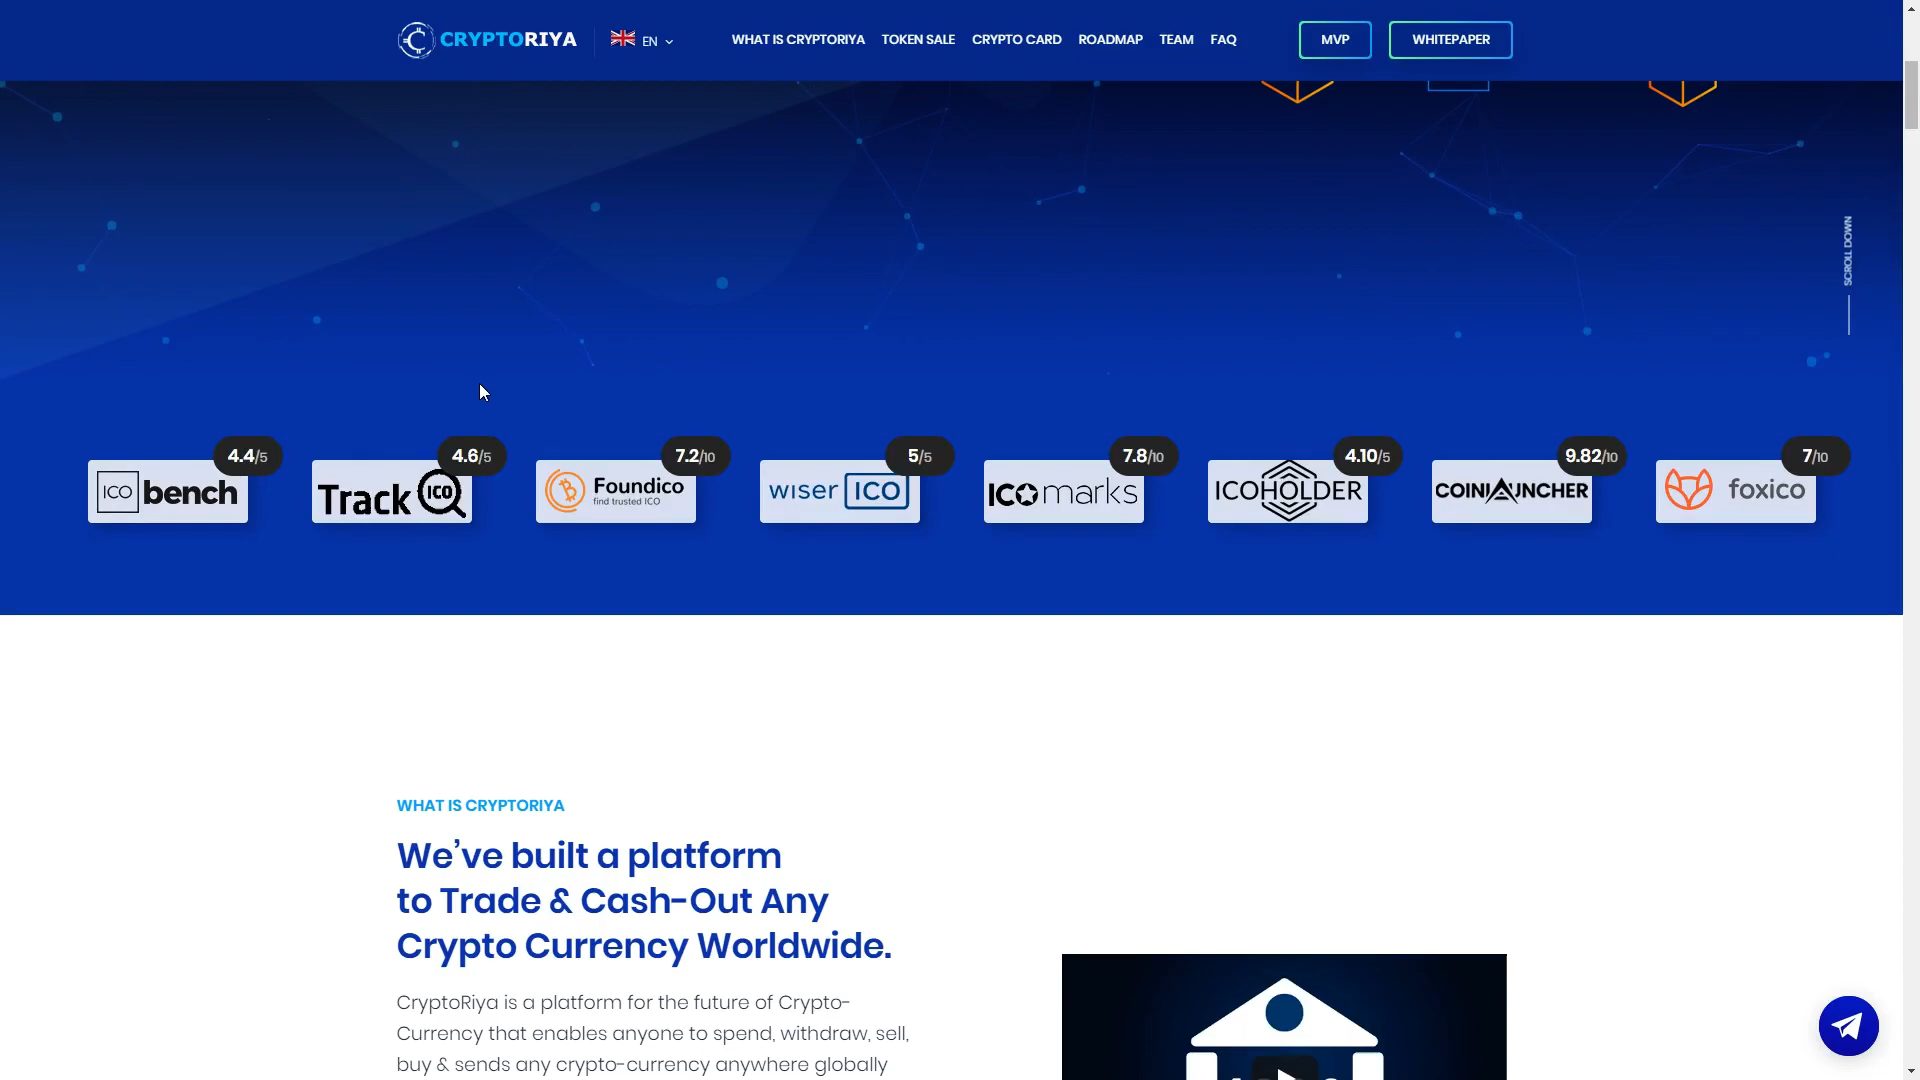 CRYPTORIYA
EN
WHAT IS CRYPTORIYA
TOKEN SALE
CRYPTO CARD
ROADMAP
TEAM
FAQ
MVP
WHITEPAPER
SCROLL DOWN
4.4/5
ICO bench
4.6/5
Track ICO
7.2/10
Foundico
find trusted ICO
5/5
wiser ICO
7.8/10
ICOmarks
4.10/5
ICOHOLDER
9.82/10
COINLAUNCHER
7/10
foxico
WHAT IS CRYPTORIYA
We’ve built a platform
to Trade & Cash-Out Any
Crypto Currency Worldwide.
CryptoRiya is a platform for the future of Crypto-
Currency that enables anyone to spend, withdraw, sell,
buy & sends any crypto-currency anywhere globally